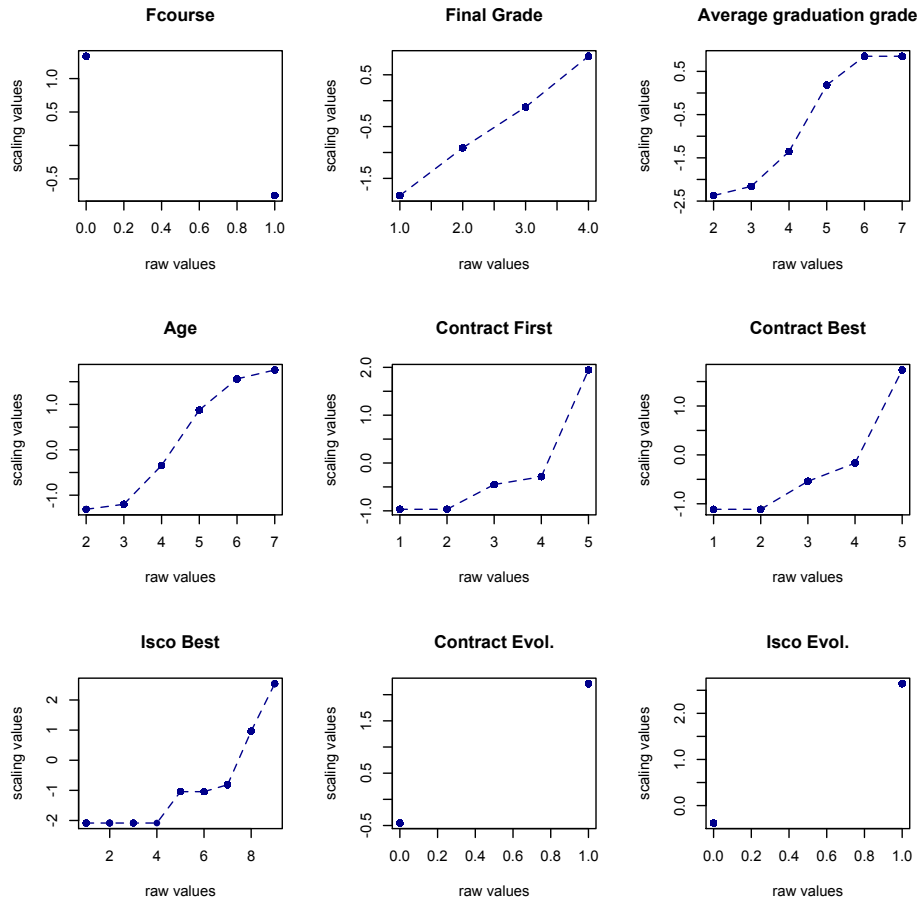 Fcourse
scaling values
-0.5
0.5
1.0
0.0 0.2 0.4 0.6 0.8 1.0
raw values
Final Grade
scaling values
-1.5
-0.5
0.5
1.0 2.0 3.0 4.0
raw values
Average graduation grade
scaling values
-2.5
-1.5
-0.5
0.5
2 3 4 5 6 7
raw values
Age
scaling values
-1.0
0.0
1.0
2 3 4 5 6 7
raw values
Contract First
scaling values
-1.0
0.0
1.0
2.0
1 2 3 4 5
raw values
Contract Best
scaling values
-1.0
0.0
1.0
1 2 3 4 5
raw values
Isco Best
scaling values
-2
-1
0
1
2
2 4 6 8
raw values
Contract Evol.
scaling values
-0.5
0.5
1.5
0.0 0.2 0.4 0.6 0.8 1.0
raw values
Isco Evol.
scaling values
0.0
1.0
2.0
0.0 0.2 0.4 0.6 0.8 1.0
raw values